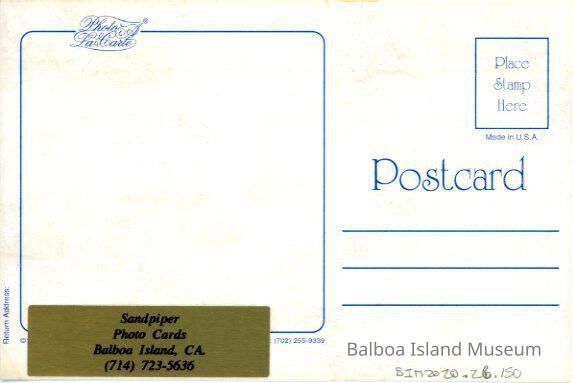 Photo A
La Carte®
Place
Stamp
Here
Made in U.S.A.
Postcard
Return Address:
©
(702) 255-9339
Sandpiper
Photo Cards
Balboa Island, CA.
(714) 723-5636
Balboa Island Museum
BIM2020.26.150